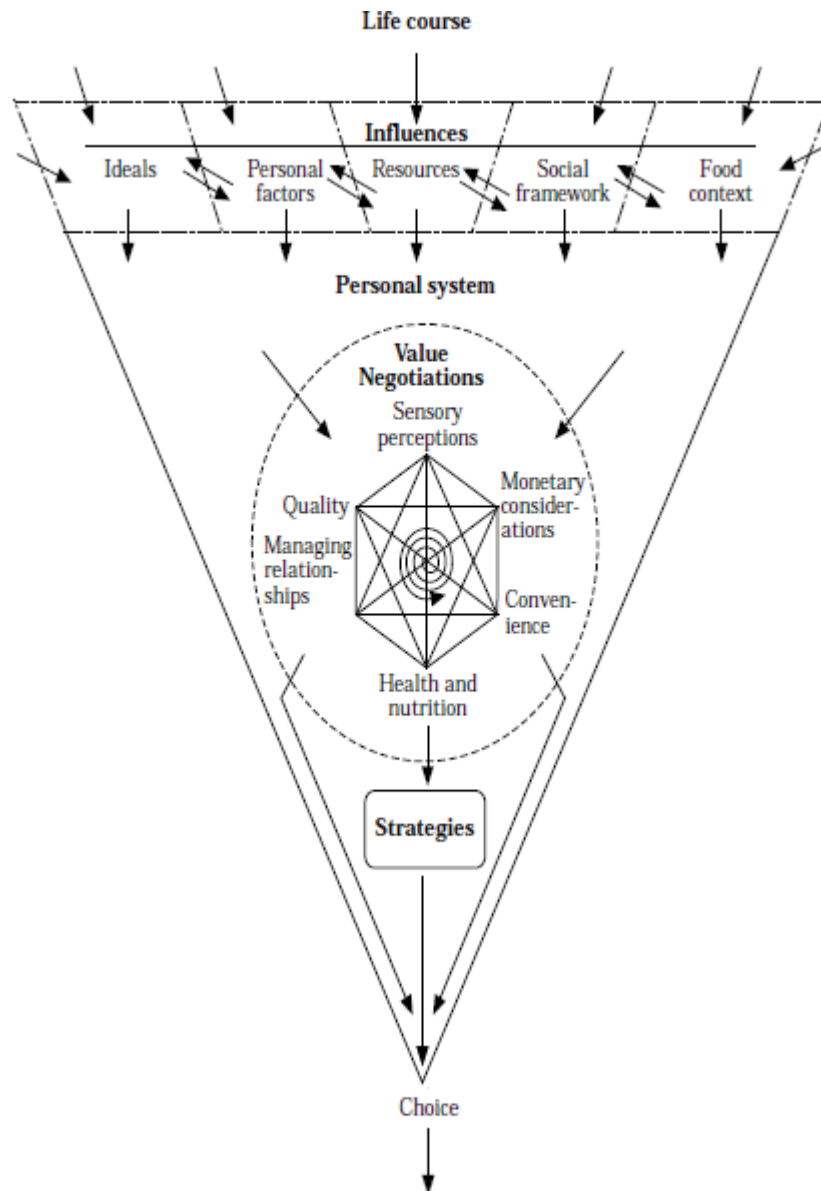 Life course
Influences
Ideals
Personal
factors
Resources
Social
framework
Food
context
Personal system
Value
Negotiations
Sensory
perceptions
Quality
Monetary
consider-
ations
Managing
relation-
ships
Conven-
ience
Health and
nutrition
Strategies
Choice